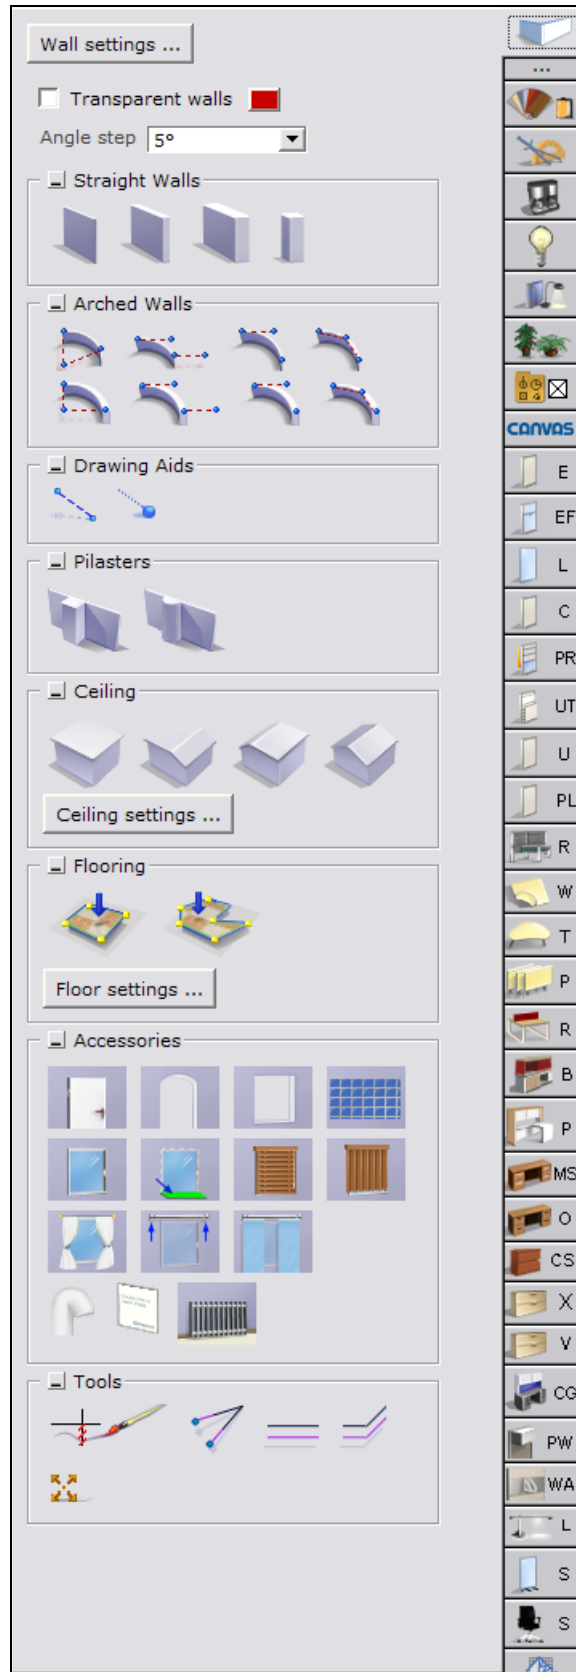 Wall settings ...
Transparent walls
Angle step 5°
Straight Walls
Arched Walls
Drawing Aids
Pilasters
Ceiling
Ceiling settings ...
Flooring
Floor settings ...
Accessories
Tools
...
CANVAS
E
EF
L
C
PR
UT
U
PL
R
W
T
P
R
B
P
MS
O
CS
X
V
CG
PW
WA
L
S
S